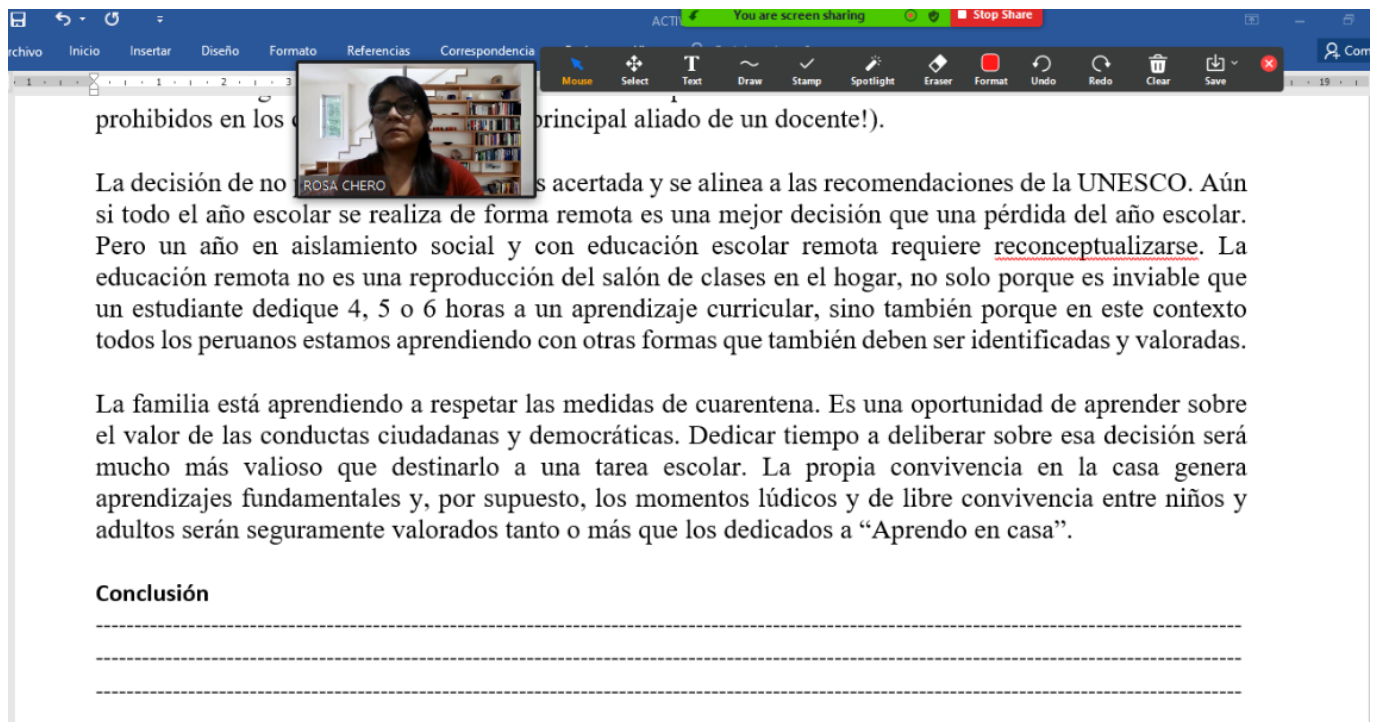 ACTI
You are screen sharing
Stop Share
rchivo Inicio Insertar Diseño Formato Referencias Correspondencia
Com
Mouse Select Text Draw Stamp Spotlight Eraser Format Undo Redo Clear Save
1 1 2 3 19
prohibidos en los principal aliado de un docente!).
ROSA CHERO
La decisión de no s acertada y se alinea a las recomendaciones de la UNESCO. Aún
si todo el año escolar se realiza de forma remota es una mejor decisión que una pérdida del año escolar.
Pero un año en aislamiento social y con educación escolar remota requiere reconceptualizarse. La
educación remota no es una reproducción del salón de clases en el hogar, no solo porque es inviable que
un estudiante dedique 4, 5 o 6 horas a un aprendizaje curricular, sino también porque en este contexto
todos los peruanos estamos aprendiendo con otras formas que también deben ser identificadas y valoradas.
La familia está aprendiendo a respetar las medidas de cuarentena. Es una oportunidad de aprender sobre
el valor de las conductas ciudadanas y democráticas. Dedicar tiempo a deliberar sobre esa decisión será
mucho más valioso que destinarlo a una tarea escolar. La propia convivencia en la casa genera
aprendizajes fundamentales y, por supuesto, los momentos lúdicos y de libre convivencia entre niños y
adultos serán seguramente valorados tanto o más que los dedicados a “Aprendo en casa”.
Conclusión